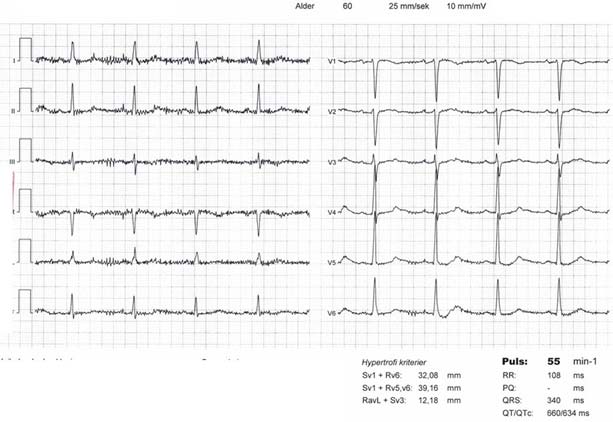 Alder 60 25 mm/sek 10 mm/mV
I V1
II V2
III V3
V4
V5
V6
Hypertrofi kriterier Puls: 55 min-1
Sv1 + Rv6: 32,08 mm RR: 108 ms
Sv1 + Rv5,v6: 39,16 mm PQ: - ms
RavL + Sv3: 12,18 mm QRS: 340 ms
QT/QTc: 660/634 ms